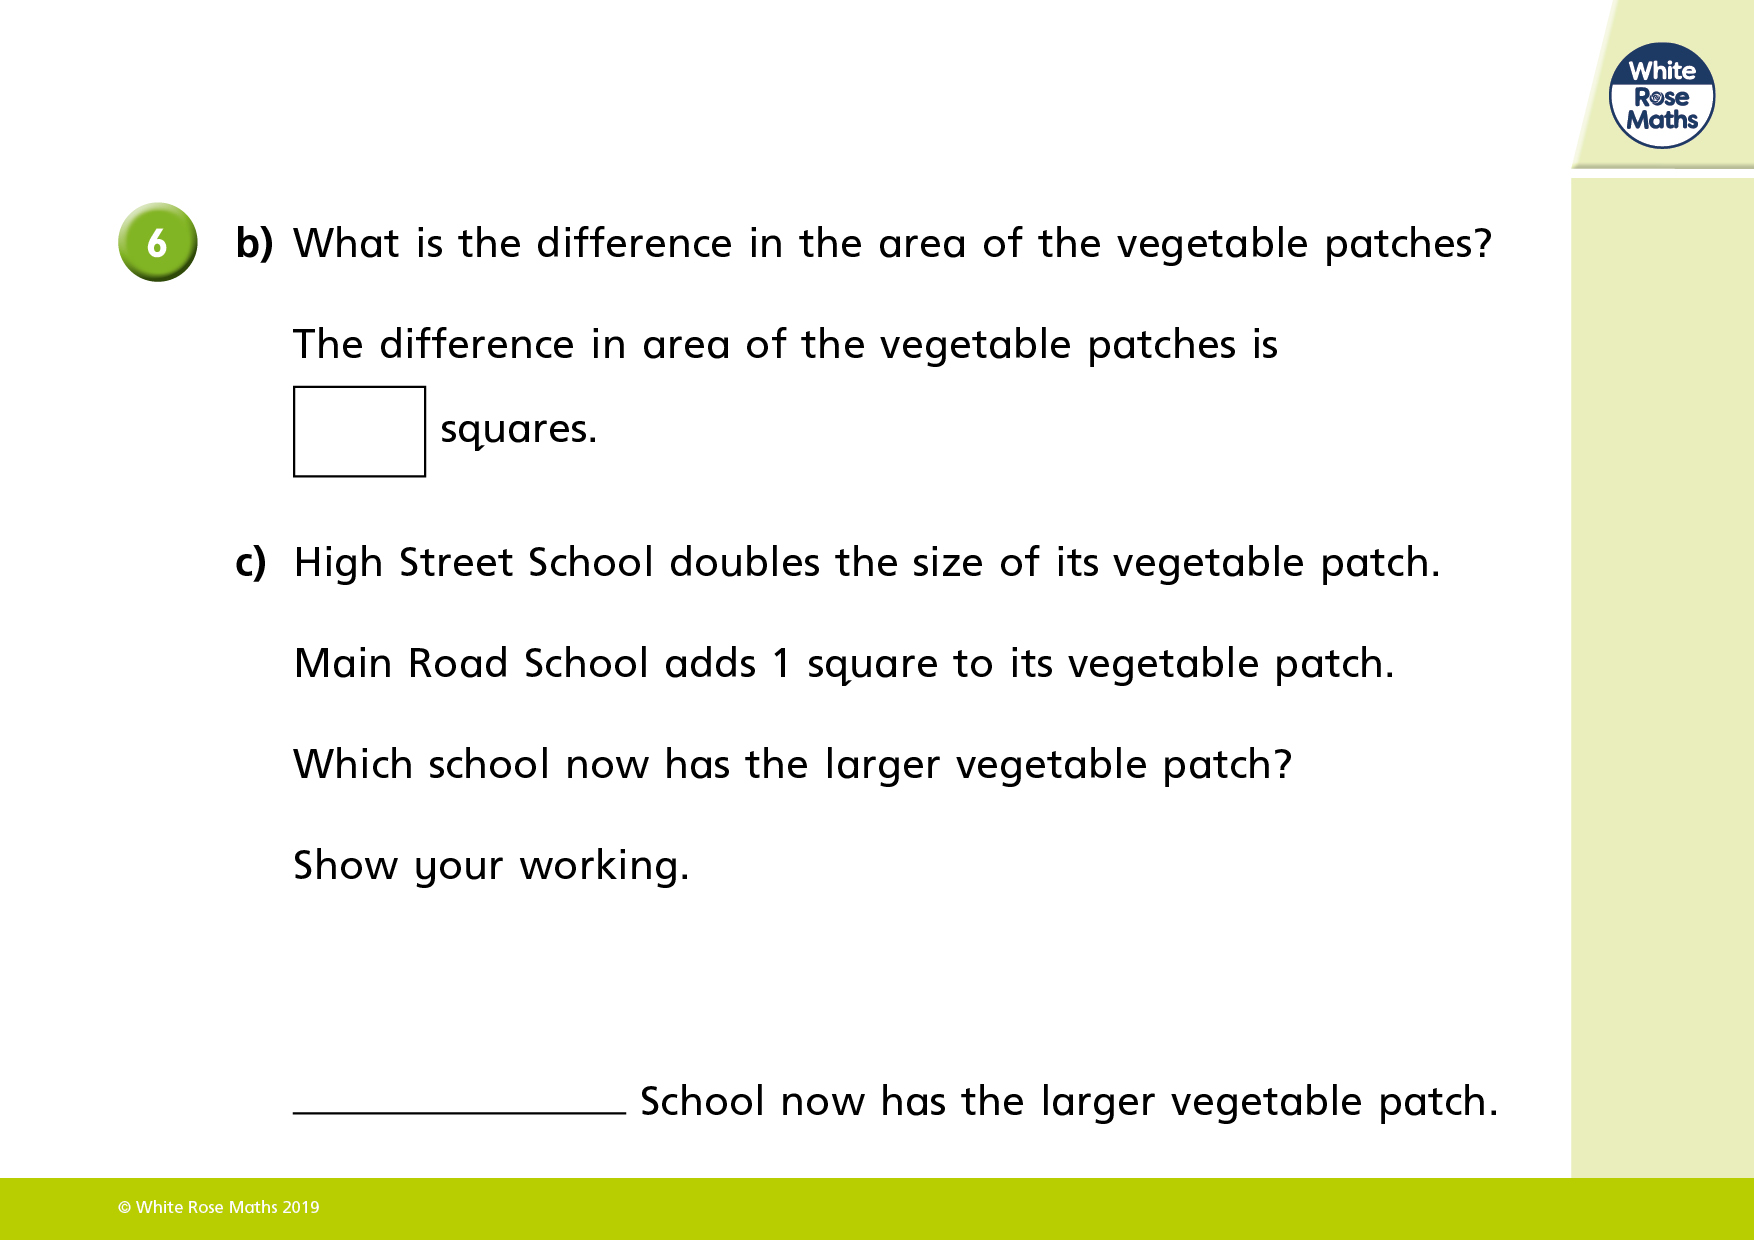 White
Rose
Maths
6 b) What is the difference in the area of the vegetable patches?
The difference in area of the vegetable patches is
squares.
c) High Street School doubles the size of its vegetable patch.
Main Road School adds 1 square to its vegetable patch.
Which school now has the larger vegetable patch?
Show your working.
School now has the larger vegetable patch.
© White Rose Maths 2019